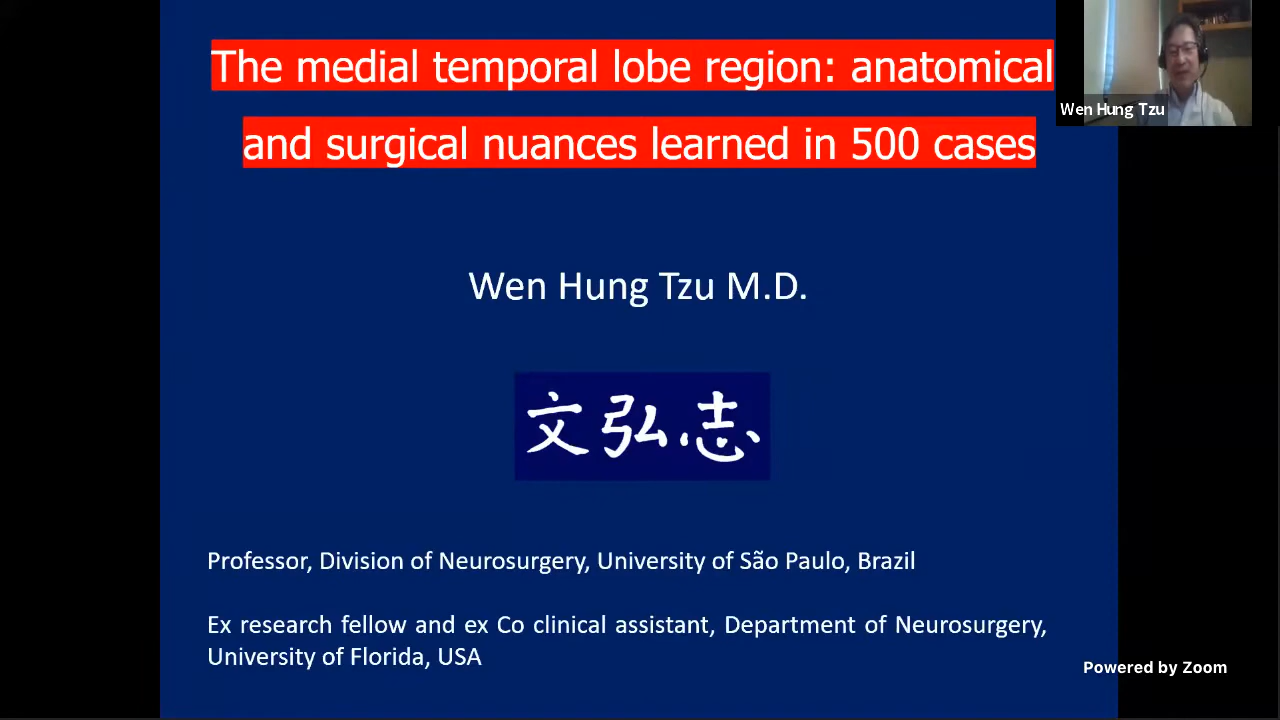 The medial temporal lobe region: anatomical
and surgical nuances learned in 500 cases
Wen Hung Tzu
Wen Hung Tzu M.D.
文弘志
Professor, Division of Neurosurgery, University of São Paulo, Brazil
Ex research fellow and ex Co clinical assistant, Department of Neurosurgery,
University of Florida, USA
Powered by Zoom